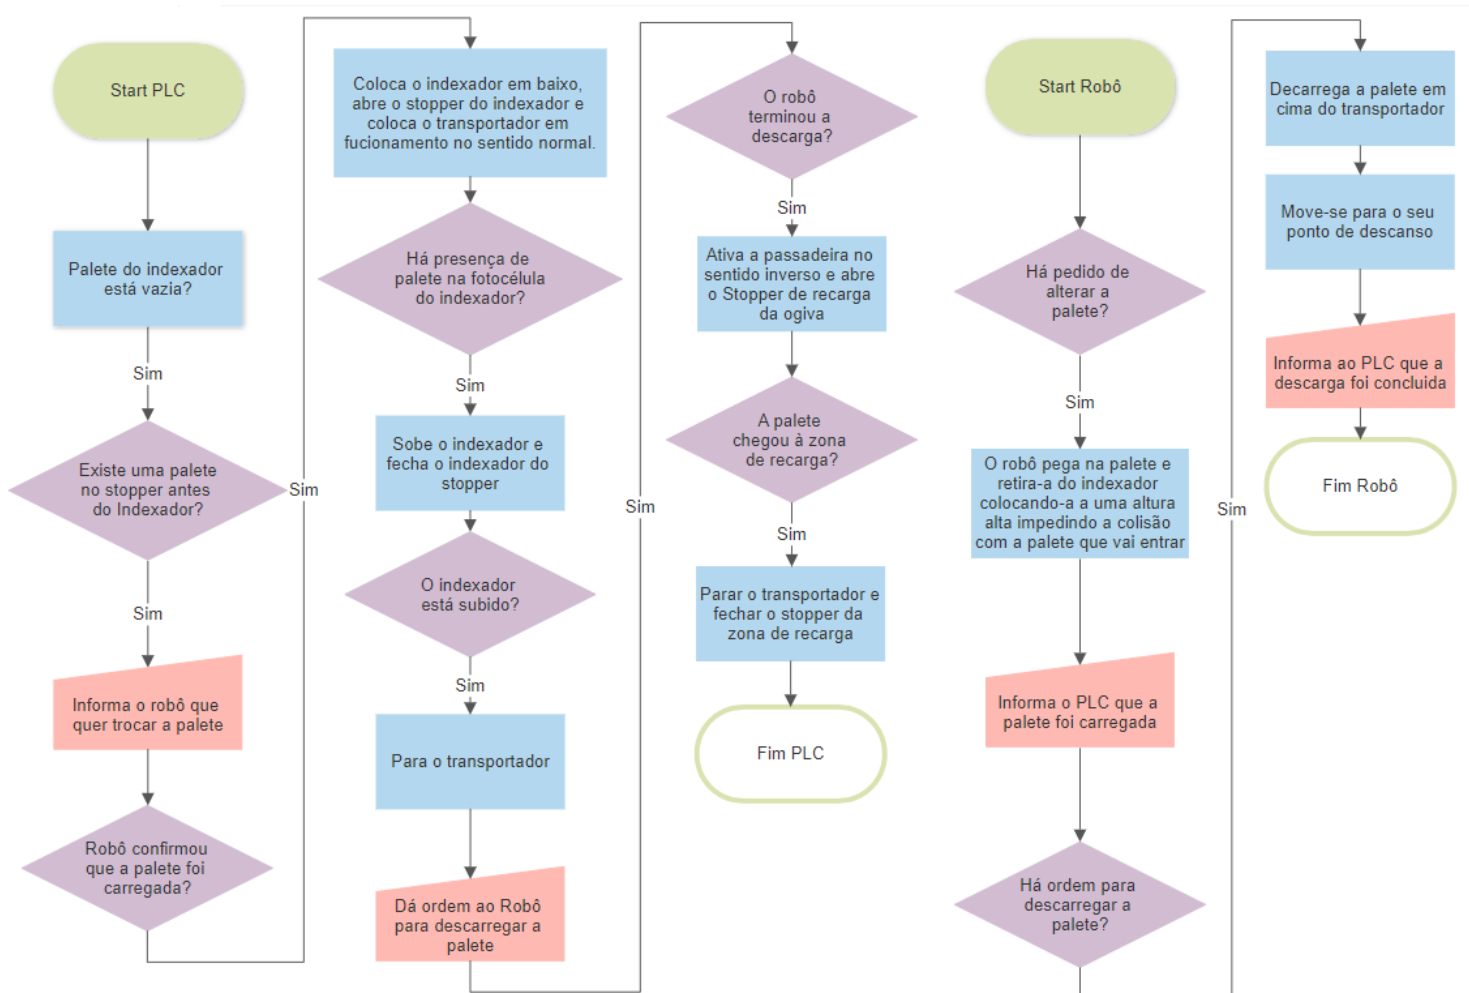 Start PLC
Palete do indexador
está vazia?
Sim
Existe uma palete
no stopper antes
do Indexador?
Sim
Informa o robô que
quer trocar a palete
Robô confirmou
que a palete foi
carregada?
Sim
Coloca o indexador em baixo,
abre o stopper do indexador e
coloca o transportador em
fucionamento no sentido normal.
Há presença de
palete na fotocélula
do indexador?
Sim
Sobe o indexador e
fecha o indexador do
stopper
O indexador
está subido?
Sim
Para o transportador
Dá ordem ao Robô
para descarregar a
palete
Sim
O robô
terminou a
descarga?
Sim
Ativa a passadeira no
sentido inverso e abre
o Stopper de recarga
da ogiva
A palete
chegou à zona
de recarga?
Sim
Parar o transportador e
fechar o stopper da
zona de recarga
Fim PLC
Start Robô
Há pedido de
alterar a
palete?
Sim
O robô pega na palete e
retira-a do indexador
colocando-a a uma altura
alta impedindo a colisão
com a palete que vai entrar
Informa o PLC que a
palete foi carregada
Há ordem para
descarregar a
palete?
Sim
Decarrega a palete em
cima do transportador
Move-se para o seu
ponto de descanso
Informa ao PLC que a
descarga foi concluida
Fim Robô